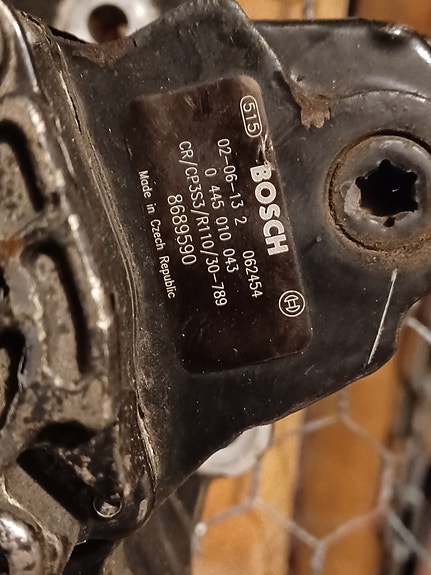 515 BOSCH
02-06-13 2 062454
0 445 010 043
CR/CP3S3/R110/30-789
8689590
Made in Czech Republic
H